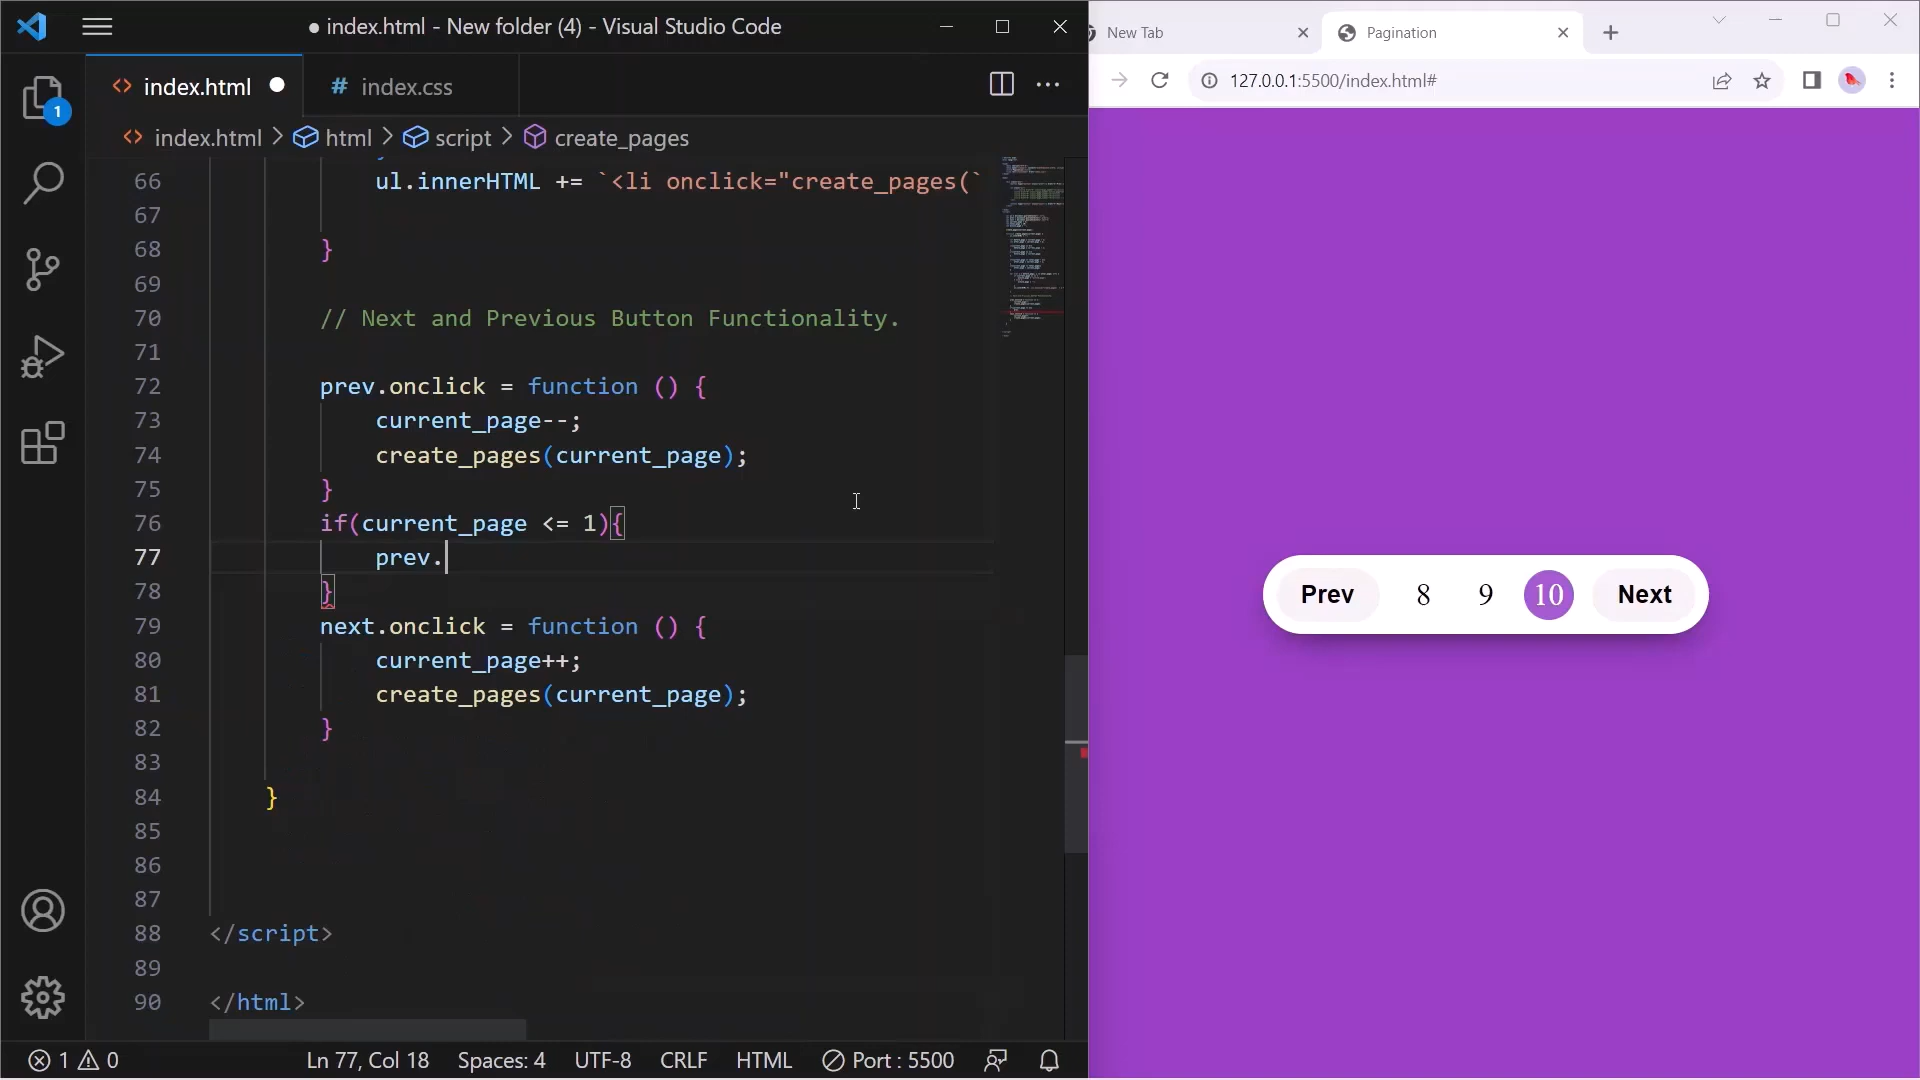 ● index.html - New folder (4) - Visual Studio Code
<> index.html ●
# index.css
<> index.html > html > script > create_pages
1
66 ul.innerHTML += `<li onclick="create_pages(`
67
68 }
69
70 // Next and Previous Button Functionality.
71
72 prev.onclick = function () {
73 current_page--;
74 create_pages(current_page);
75 }
76 if(current_page <= 1){
77 prev.
78 }
79 next.onclick = function () {
80 current_page++;
81 create_pages(current_page);
82 }
83
84 }
85
86
87
88 </script>
89
90 </html>
1 0 Ln 77, Col 18 Spaces: 4 UTF-8 CRLF HTML Port : 5500
New Tab
Pagination
127.0.0.1:5500/index.html#
Prev 8 9 10 Next